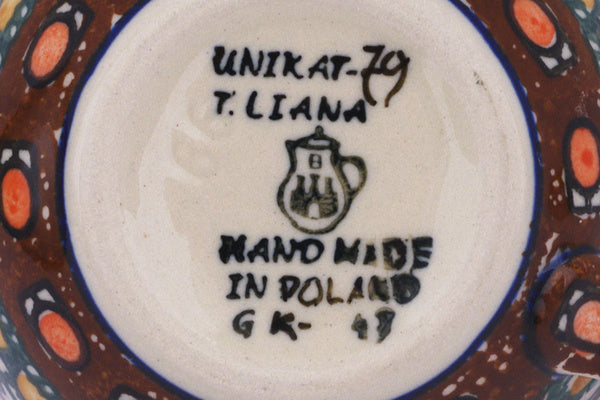 UNIKAT-79
T. LIANA
HAND MADE
IN POLAND
GK- 48